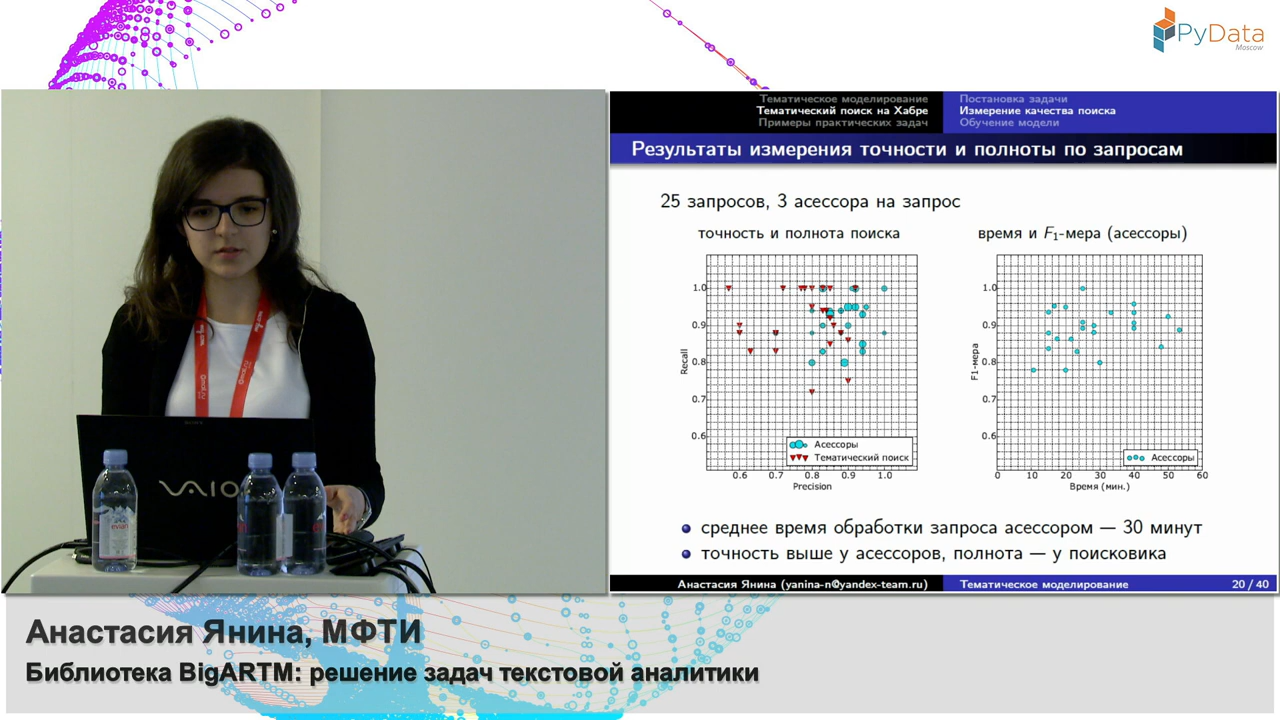 PyData
Moscow
Тематическое моделирование
Тематический поиск на Хабре
Примеры практических задач
Постановка задачи
Измерение качества поиска
Обучение модели
Результаты измерения точности и полноты по запросам
25 запросов, 3 асессора на запрос
точность и полнота поиска
время и F₁-мера (асессоры)
1.0
0.9
0.8
0.7
0.6
Recall
0.6 0.7 0.8 0.9 1.0
Precision
Асессоры
Тематический поиск
1.0
0.9
0.8
0.7
0.6
F1-мера
0 10 20 30 40 50 60
Время (мин.)
Асессоры
среднее время обработки запроса асессором — 30 минут
точность выше у асессоров, полнота — у поисковика
Анастасия Янина (yanina-n@yandex-team.ru)
Тематическое моделирование
20 / 40
VAIO
evian
Анастасия Янина, МФТИ
Библиотека BigARTM: решение задач текстовой аналитики